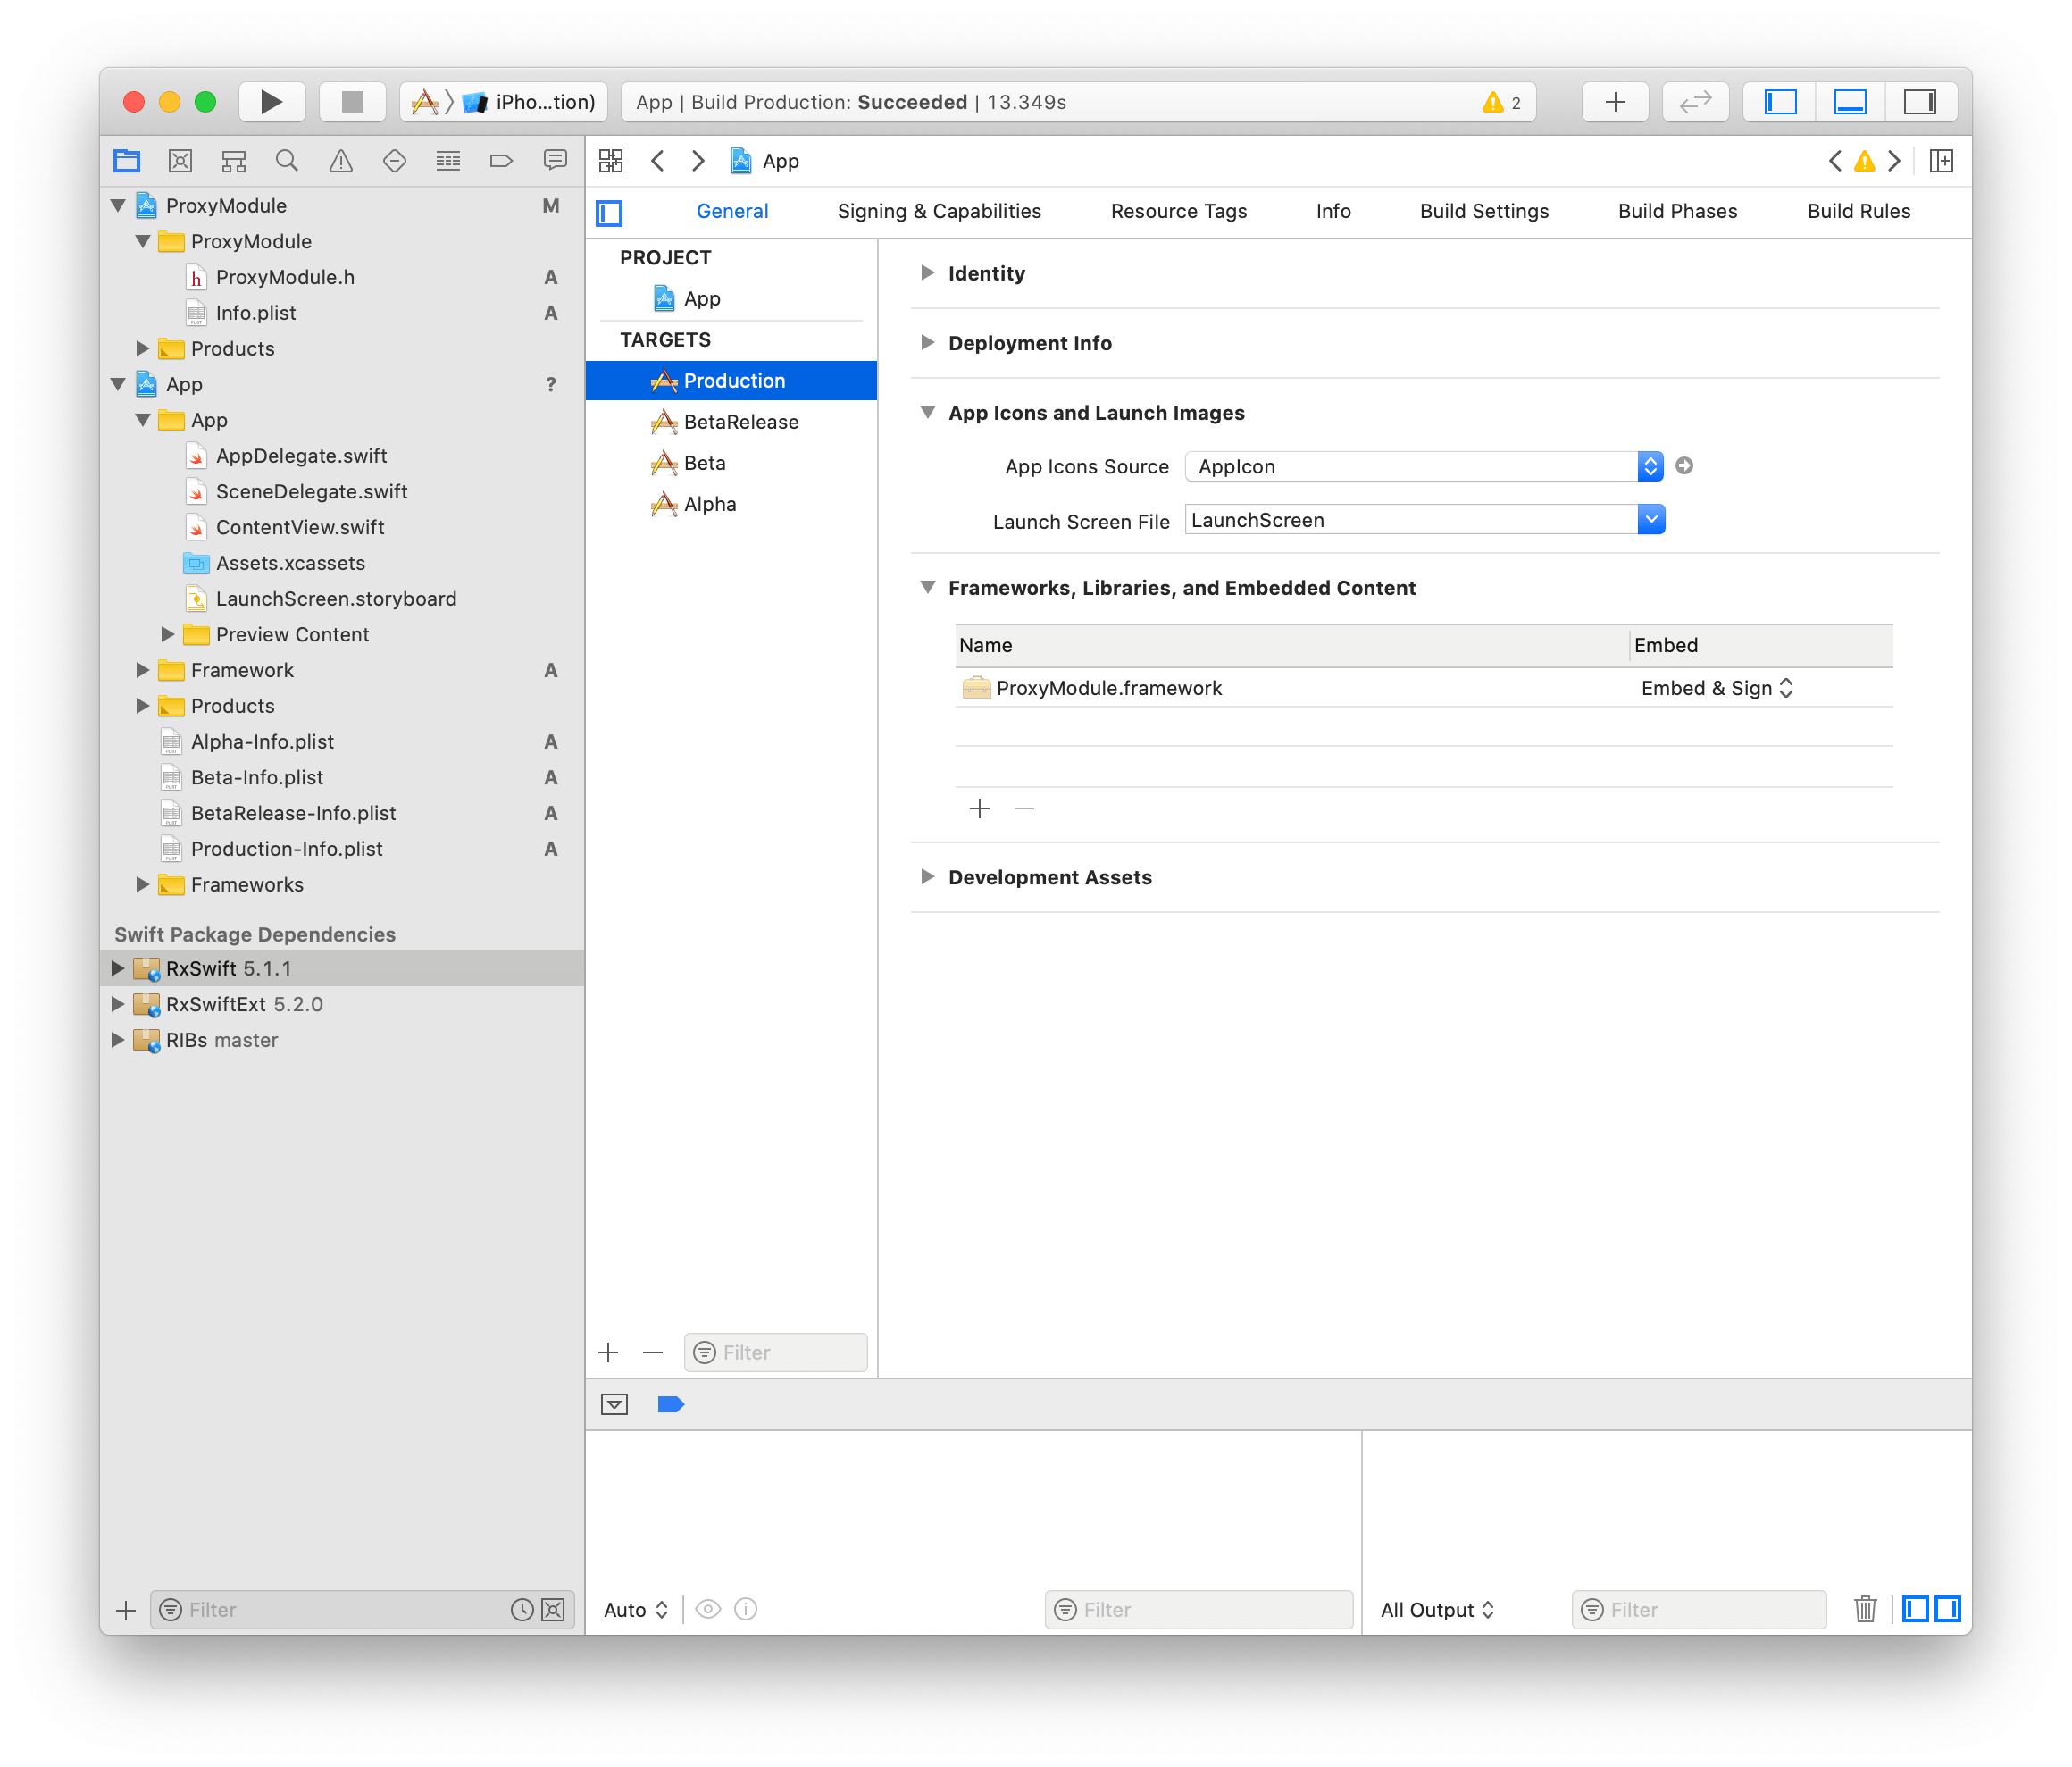 iPho...tion)
App | Build Production: Succeeded | 13.349s
2
ProxyModule M
ProxyModule
h ProxyModule.h A
Info.plist A
Products
App ?
App
AppDelegate.swift
SceneDelegate.swift
ContentView.swift
Assets.xcassets
LaunchScreen.storyboard
Preview Content
Framework A
Products
Alpha-Info.plist A
Beta-Info.plist A
BetaRelease-Info.plist A
Production-Info.plist A
Frameworks
Swift Package Dependencies
RxSwift 5.1.1
RxSwiftExt 5.2.0
RIBs master
Filter
App
General Signing & Capabilities Resource Tags Info Build Settings Build Phases Build Rules
PROJECT
App
TARGETS
Production
BetaRelease
Beta
Alpha
Filter
Identity
Deployment Info
App Icons and Launch Images
App Icons Source AppIcon
Launch Screen File LaunchScreen
Frameworks, Libraries, and Embedded Content
Name Embed
ProxyModule.framework Embed & Sign
Development Assets
Auto Filter
All Output Filter